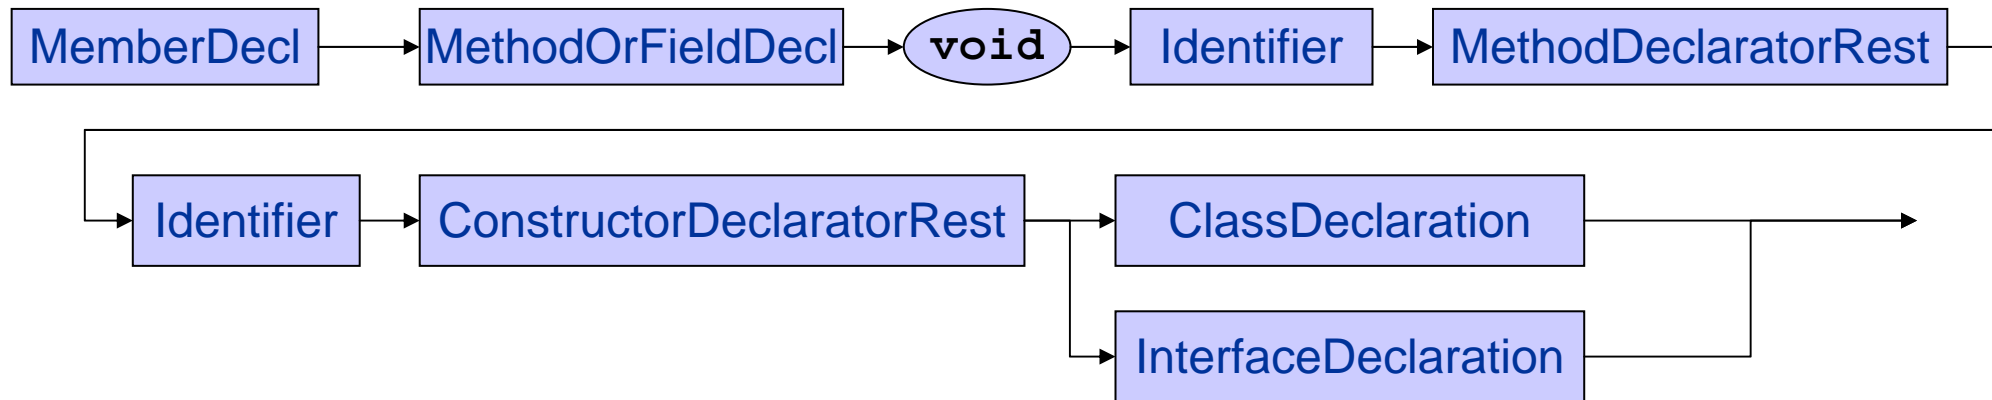 MemberDecl MethodOrFieldDecl void Identifier MethodDeclaratorRest
Identifier ConstructorDeclaratorRest ClassDeclaration
InterfaceDeclaration